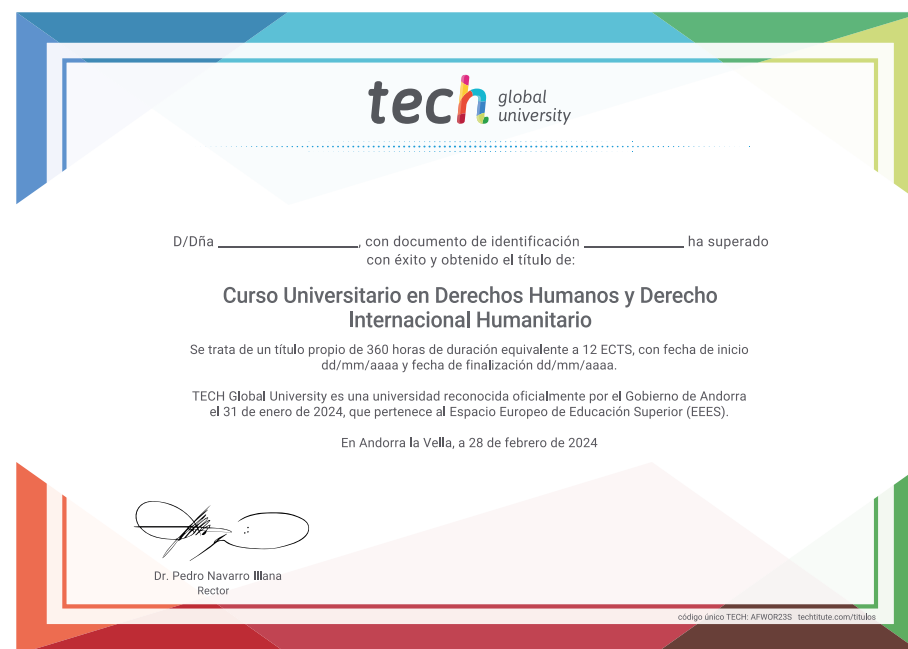 tech global university
D/Dña ____________, con documento de identificación ____________ ha superado
con éxito y obtenido el título de:
Curso Universitario en Derechos Humanos y Derecho
Internacional Humanitario
Se trata de un título propio de 360 horas de duración equivalente a 12 ECTS, con fecha de inicio
dd/mm/aaaa y fecha de finalización dd/mm/aaaa.
TECH Global University es una universidad reconocida oficialmente por el Gobierno de Andorra
el 31 de enero de 2024, que pertenece al Espacio Europeo de Educación Superior (EEES).
En Andorra la Vella, a 28 de febrero de 2024
Dr. Pedro Navarro Illana
Rector
código único TECH: AFWOR23S techtitute.com/titulos